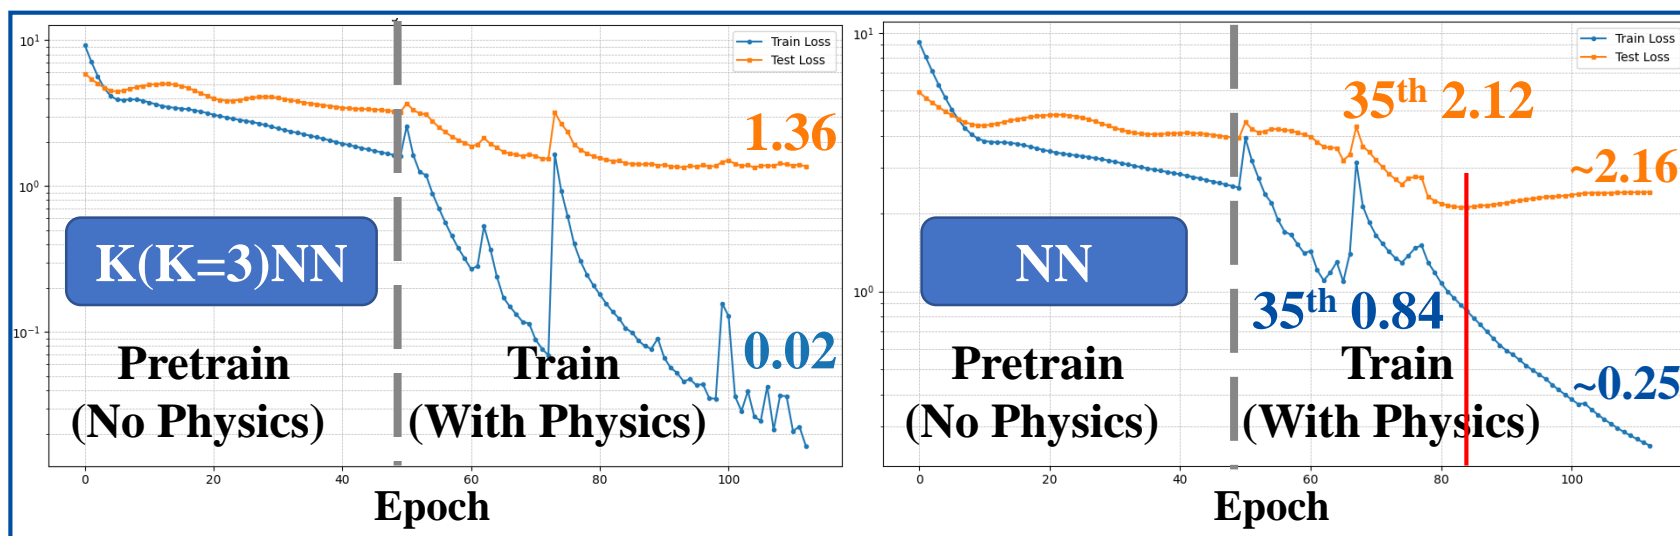 10¹
10⁰
10⁻¹
Train Loss
Test Loss
1.36
K(K=3)NN
0.02
Pretrain
(No Physics)
Train
(With Physics)
0 20 40 60 80 100
Epoch
10¹
10⁰
Train Loss
Test Loss
35th 2.12
~2.16
NN
35th 0.84
~0.25
Pretrain
(No Physics)
Train
(With Physics)
0 20 40 60 80 100
Epoch